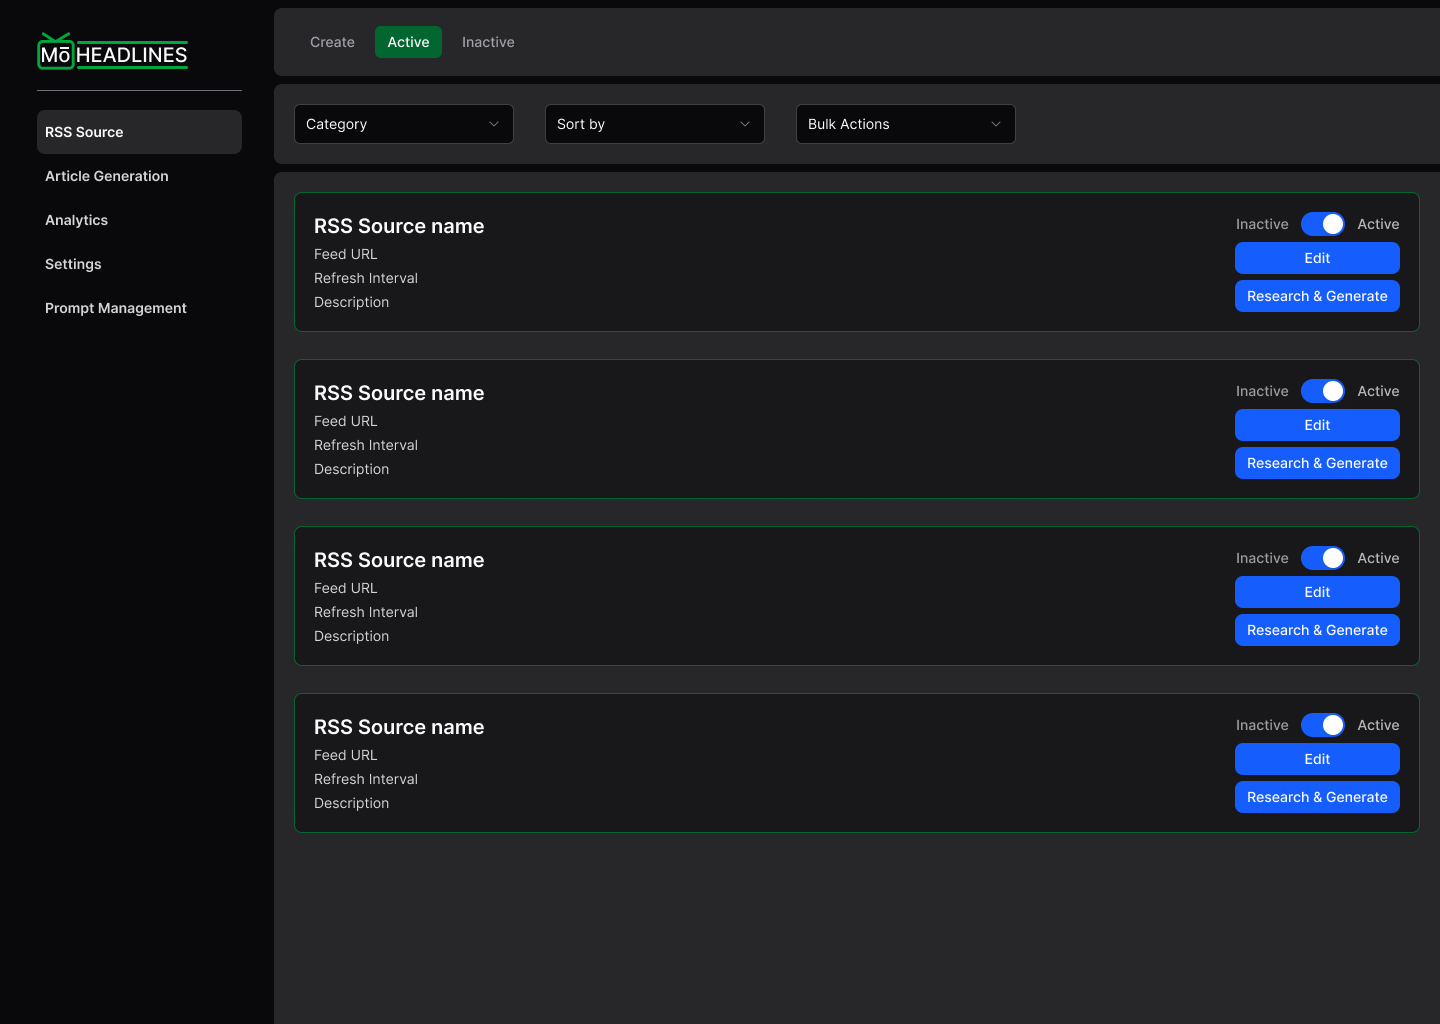 Mō HEADLINES
RSS Source
Article Generation
Analytics
Settings
Prompt Management
Create Active Inactive
Category Sort by Bulk Actions
RSS Source name
Feed URL
Refresh Interval
Description
Inactive Active
Edit
Research & Generate
RSS Source name
Feed URL
Refresh Interval
Description
Inactive Active
Edit
Research & Generate
RSS Source name
Feed URL
Refresh Interval
Description
Inactive Active
Edit
Research & Generate
RSS Source name
Feed URL
Refresh Interval
Description
Inactive Active
Edit
Research & Generate